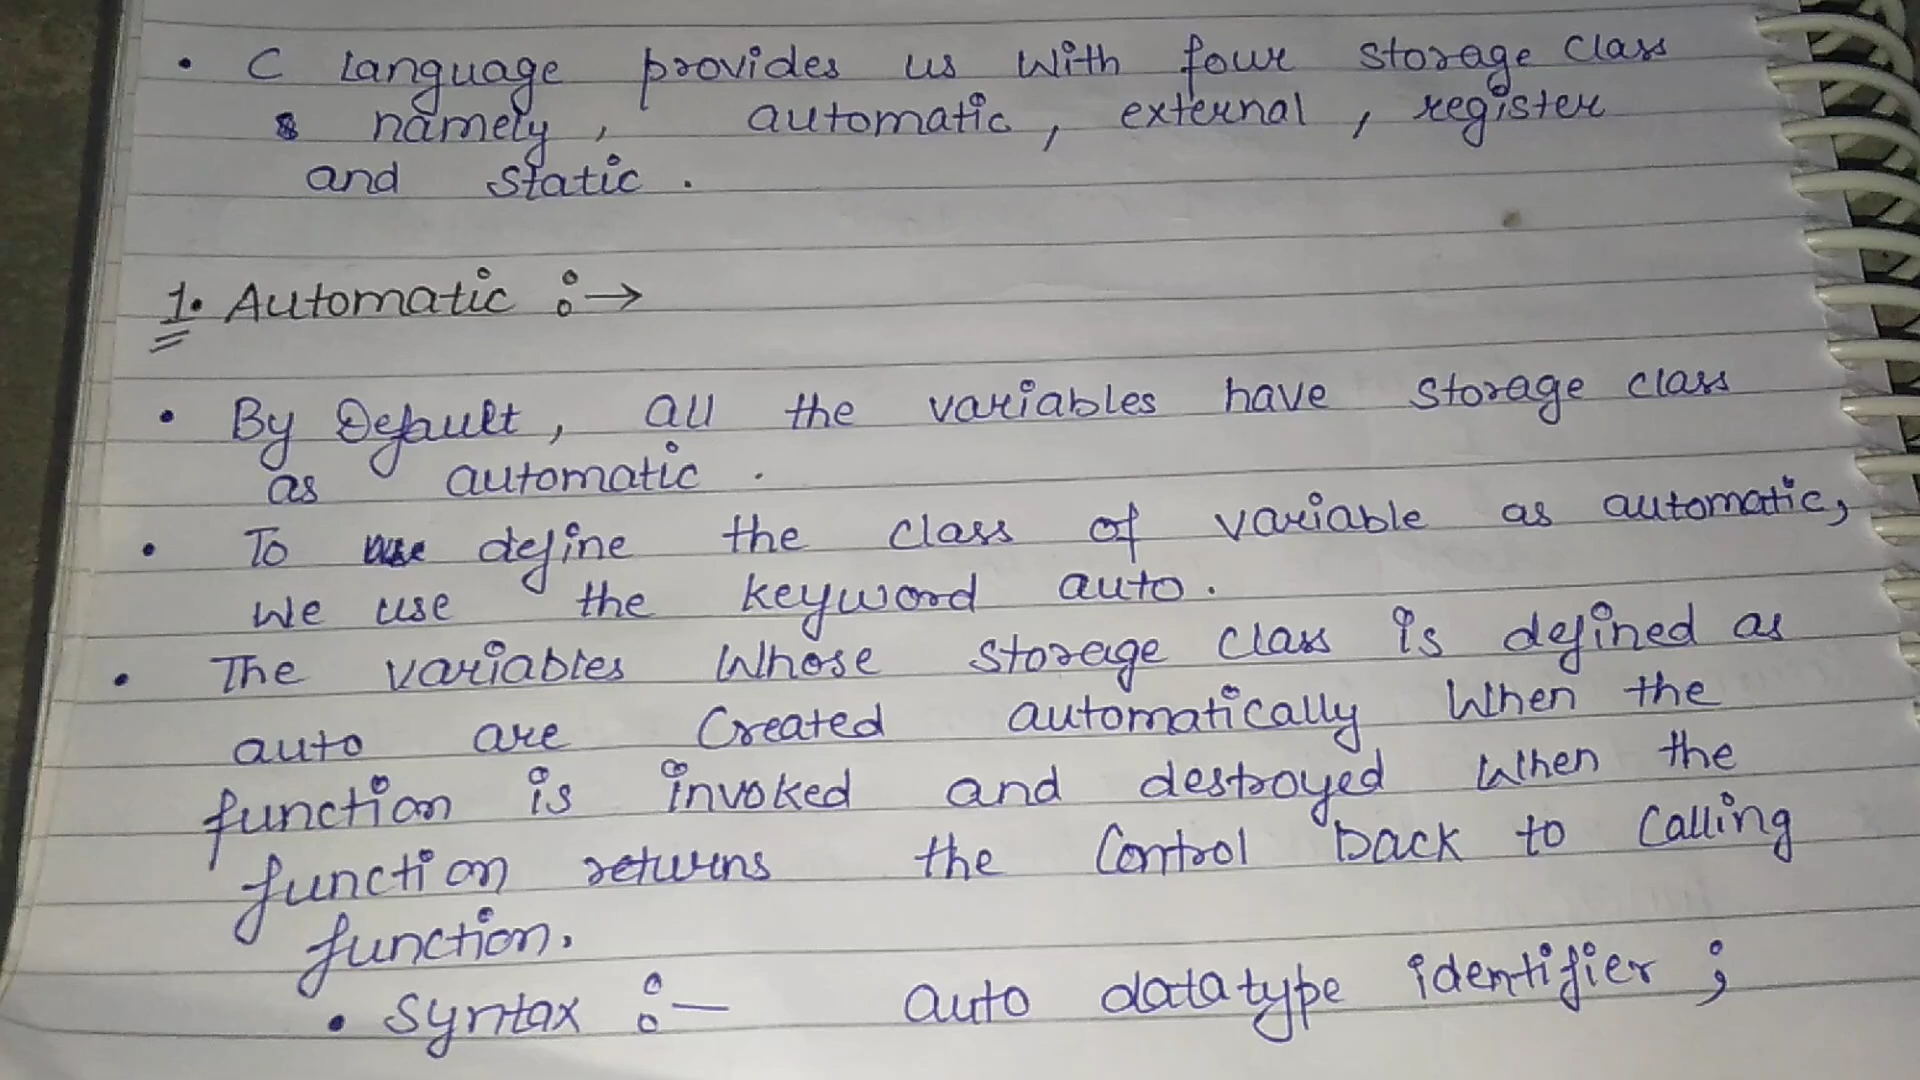 • C Language provides us With four storage class
namely, automatic, external, register
and static.
1. Automatic :→
• By Default, all the variables have storage class
as automatic.
• To define the class of variable as automatic,
we use the keyword auto.
• The variables Whose storage class is defined as
auto are Created automatically When the
function is invoked and destroyed When the
function returns the Control back to Calling
function.
• Syntax :— auto datatype identifier ;